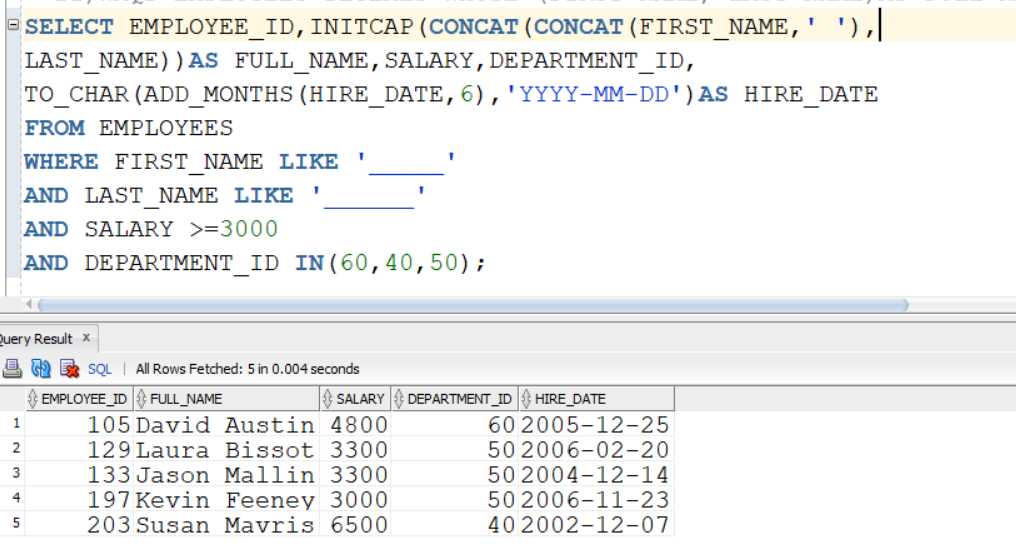 SELECT EMPLOYEE_ID,INITCAP(CONCAT(CONCAT(FIRST_NAME,' '),
LAST_NAME))AS FULL_NAME,SALARY,DEPARTMENT_ID,
TO_CHAR(ADD_MONTHS(HIRE_DATE,6),'YYYY-MM-DD')AS HIRE_DATE
FROM EMPLOYEES
WHERE FIRST_NAME LIKE '_____'
AND LAST_NAME LIKE '______'
AND SALARY >=3000
AND DEPARTMENT_ID IN(60,40,50);
Query Result x
SQL | All Rows Fetched: 5 in 0.004 seconds
EMPLOYEE_ID FULL_NAME SALARY DEPARTMENT_ID HIRE_DATE
1 105 David Austin 4800 60 2005-12-25
2 129 Laura Bissot 3300 50 2006-02-20
3 133 Jason Mallin 3300 50 2004-12-14
4 197 Kevin Feeney 3000 50 2006-11-23
5 203 Susan Mavris 6500 40 2002-12-07